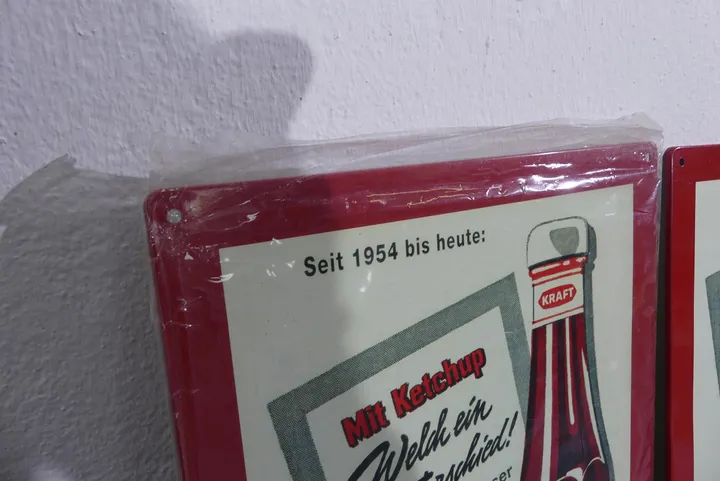 Seit 1954 bis heute:
KRAFT
Mit Ketchup
Welch ein